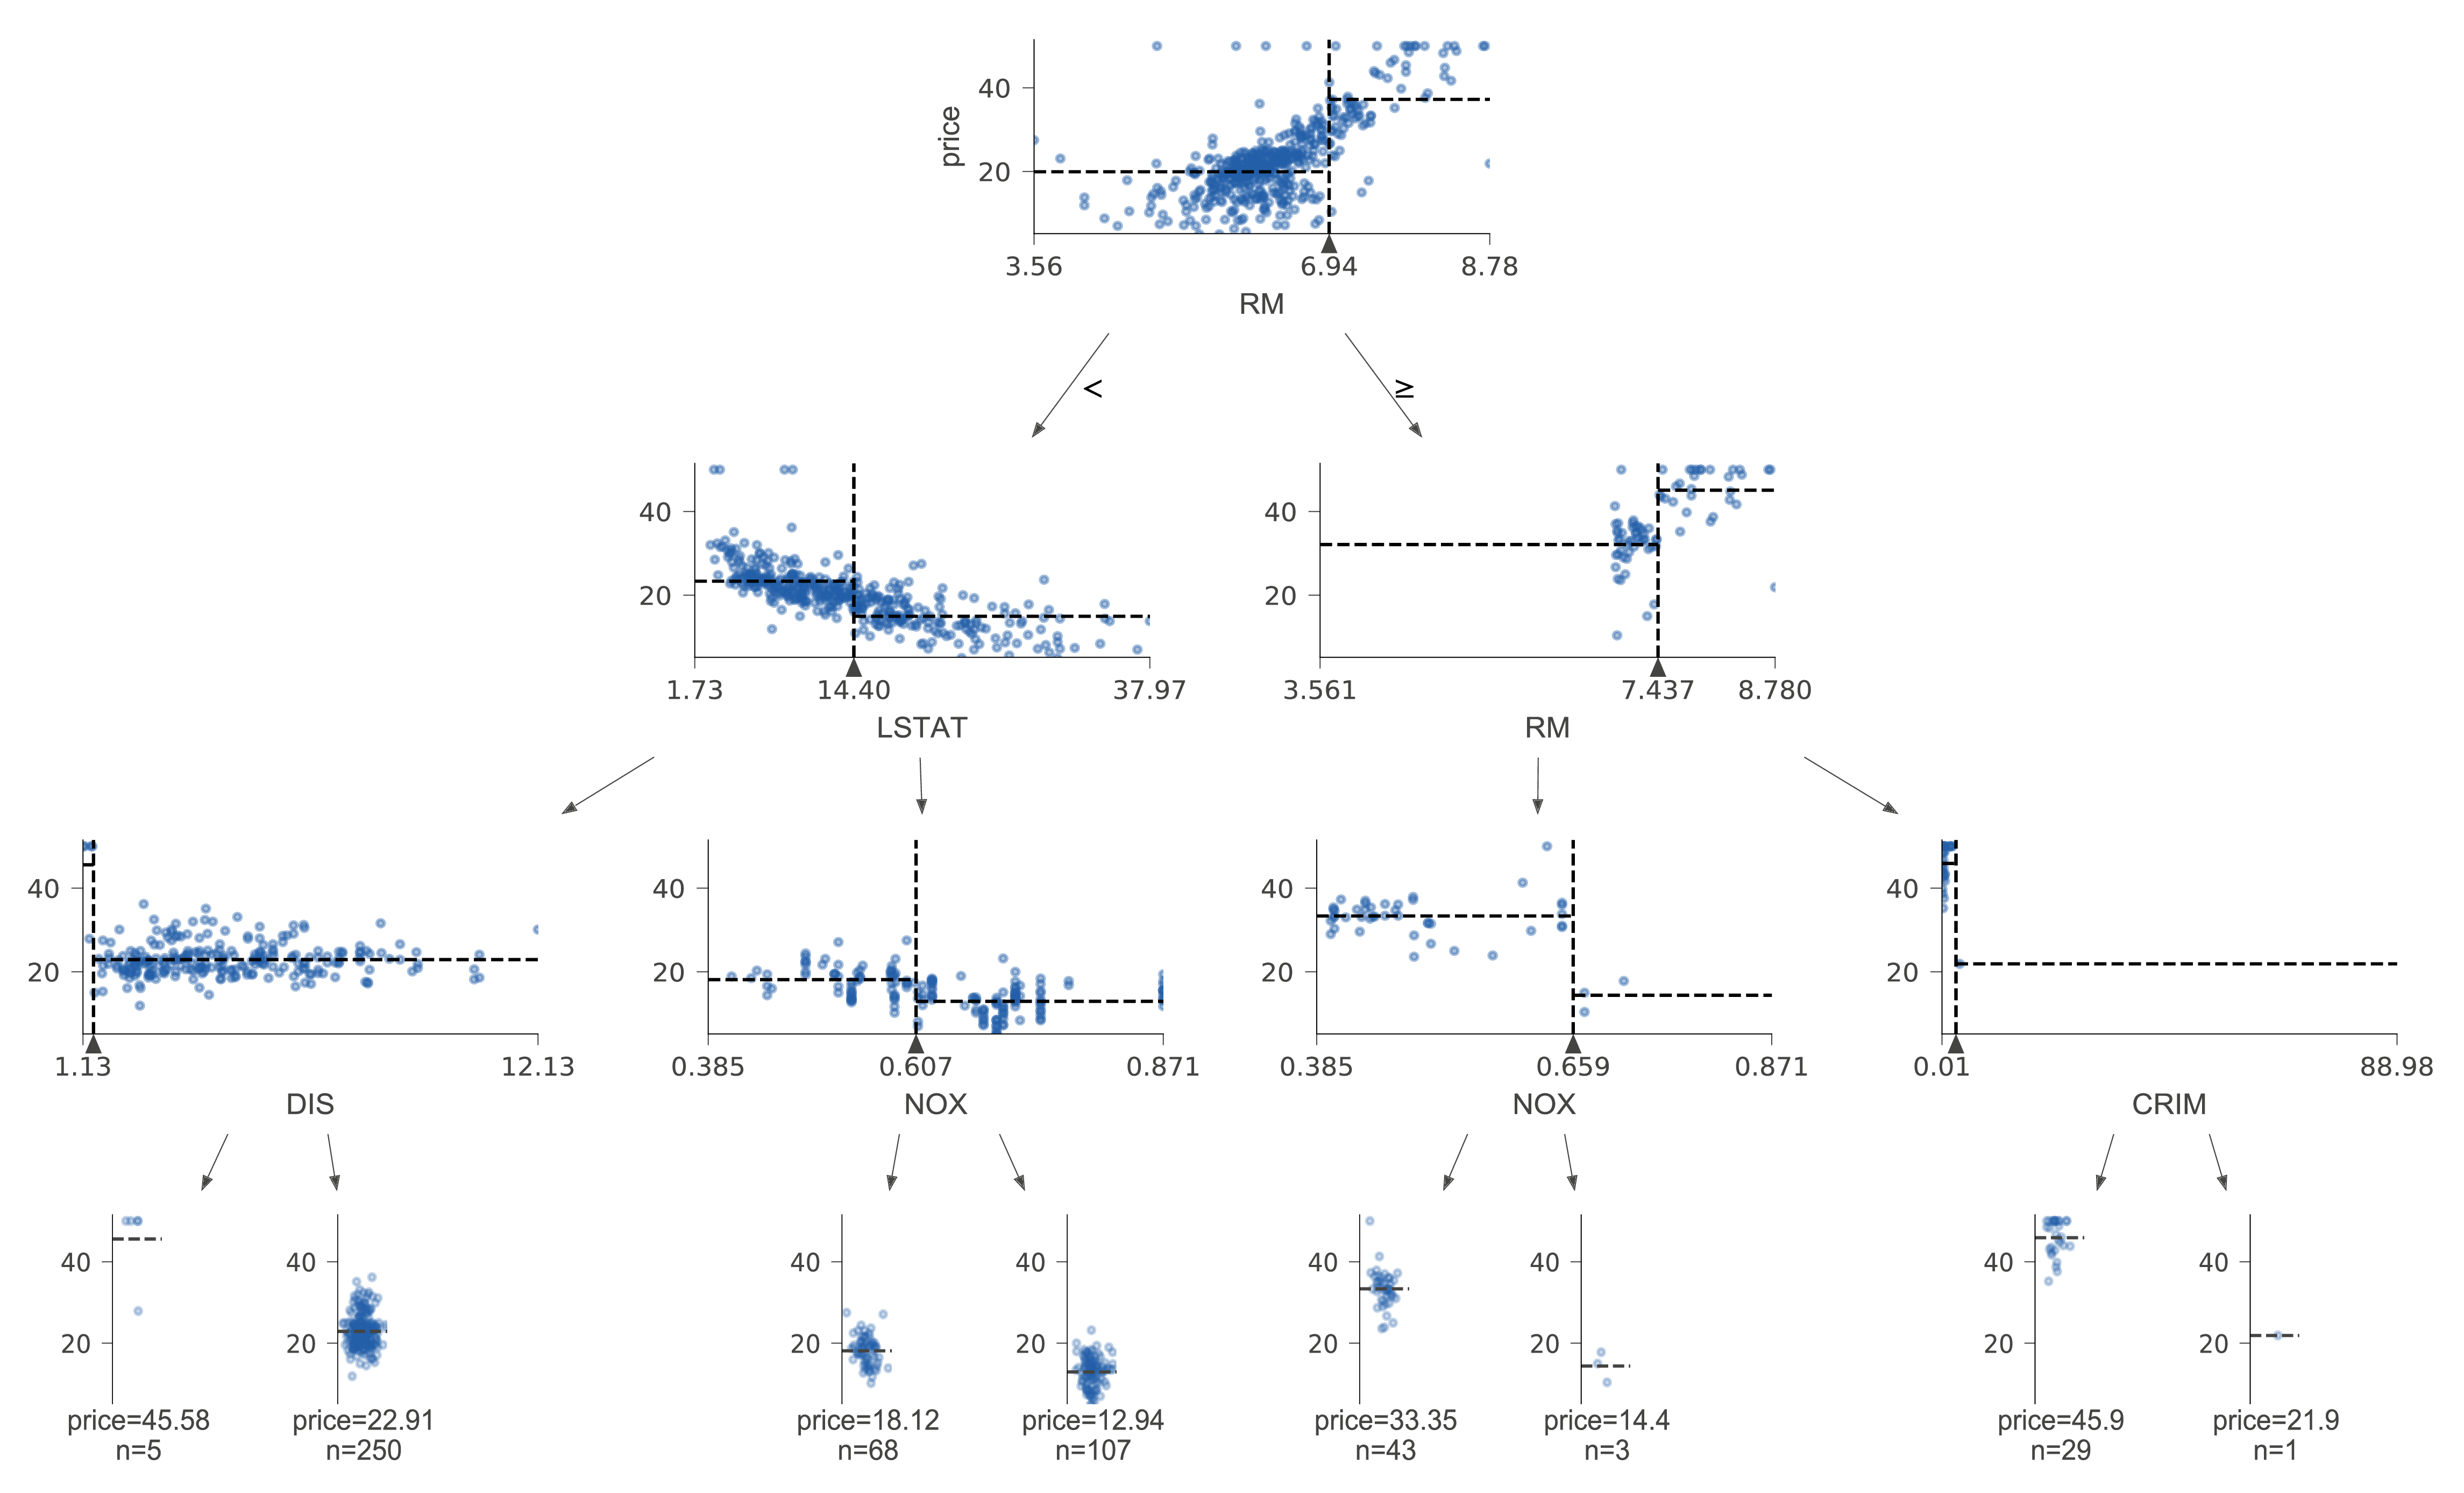 40
price
20
3.56 6.94 8.78
RM
< ≥
40 40
20 20
1.73 14.40 37.97 3.561 7.437 8.780
LSTAT RM
40 40 40 40
20 20 20 20
1.13 12.13 0.385 0.607 0.871 0.385 0.659 0.871 0.01 88.98
DIS NOX NOX CRIM
40 40 40 40 40 40 40 40
20 20 20 20 20 20 20 20
price=45.58 price=22.91 price=18.12 price=12.94 price=33.35 price=14.4 price=45.9 price=21.9
n=5 n=250 n=68 n=107 n=43 n=3 n=29 n=1